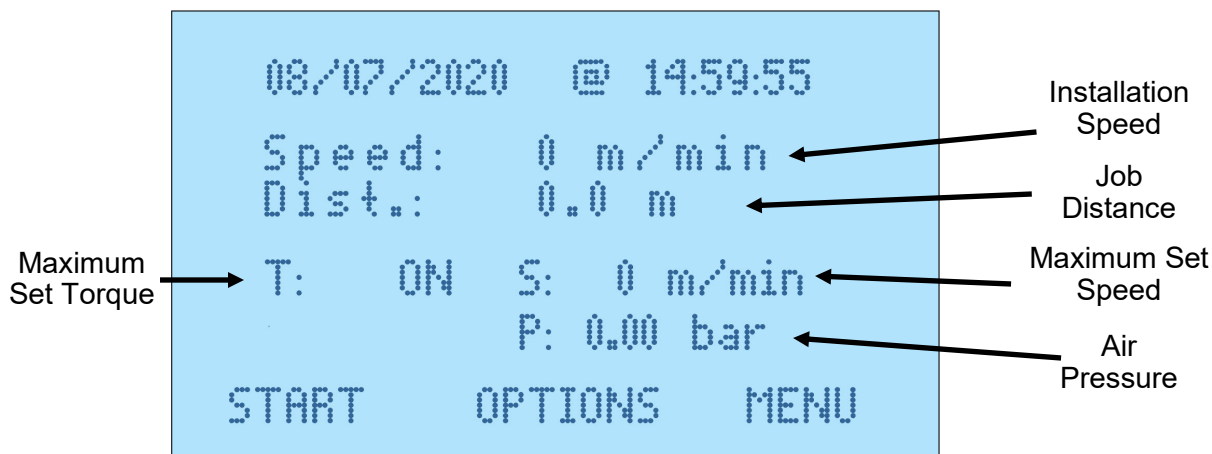 08/07/2020 @ 14:59:55
Installation
Speed
Speed: 0 m/min
Job
Distance
Dist.: 0.0 m
Maximum
Set Torque
T: ON S: 0 m/min
Maximum Set
Speed
P: 0.00 bar
Air
Pressure
START OPTIONS MENU